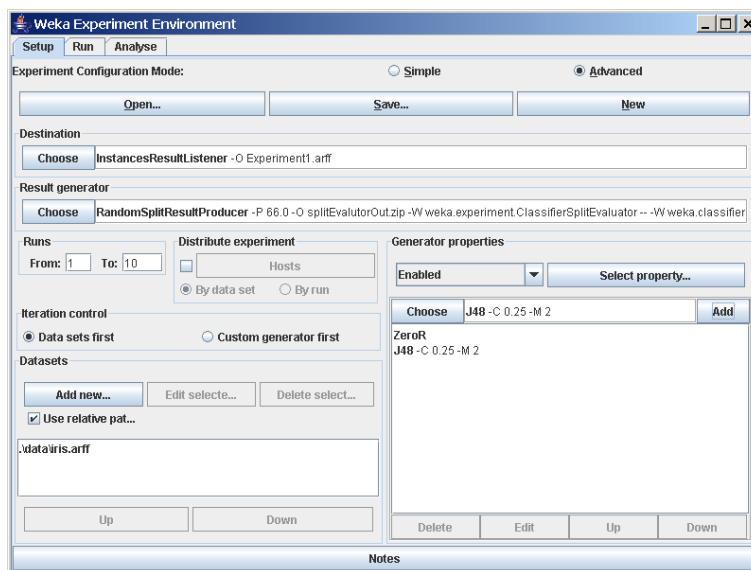 Weka Experiment Environment
Setup Run Analyse
Experiment Configuration Mode: Simple Advanced
Open... Save... New
Destination
Choose InstancesResultListener -O Experiment1.arff
Result generator
Choose RandomSplitResultProducer -P 66.0 -O splitEvalutorOut.zip -W weka.experiment.ClassifierSplitEvaluator -- -W weka.classifier
Runs
From: 1 To: 10
Distribute experiment
Hosts
By data set By run
Generator properties
Enabled Select property...
Iteration control
Data sets first Custom generator first
Choose J48 -C 0.25 -M 2 Add
ZeroR
J48 -C 0.25 -M 2
Datasets
Add new... Edit selecte... Delete select...
Use relative pat...
.\data\iris.arff
Up Down
Delete Edit Up Down
Notes